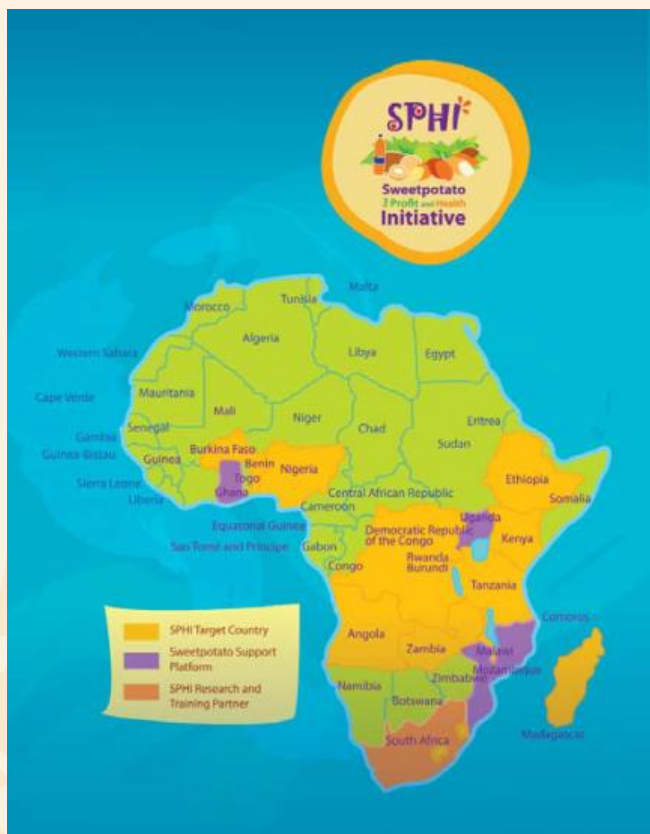 SPHI
Sweetpotato
2 Profit and Health
Initiative
Malta
Tunisia
Morocco
Algeria
Libya
Egypt
Western Sahara
Mauritania
Cape Verde
Mali
Niger
Chad
Eritrea
Sudan
Senegal
Gambia
Guinea-Bissau
Guinea
Burkina Faso
Benin
Nigeria
Togo
Ghana
Sierra Leone
Liberia
Ethiopia
Somalia
Central African Republic
Cameroon
Equatorial Guinea
Uganda
Democratic Republic
of the Congo
Kenya
Sao Tome and Principe
Gabon
Congo
Rwanda
Burundi
Tanzania
Comoros
Angola
Zambia
Malawi
Mozambique
Zimbabwe
Namibia
Botswana
Madagascar
South Africa
SPHI Target Country
Sweetpotato Support
Platform
SPHI Research and
Training Partner